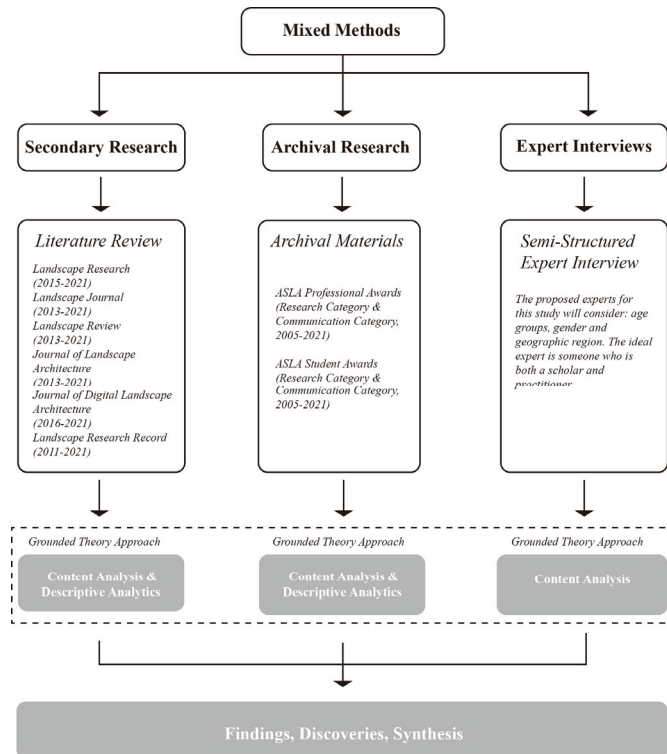 Mixed Methods
Secondary Research
Archival Research
Expert Interviews
Literature Review
Landscape Research
(2015-2021)
Landscape Journal
(2013-2021)
Landscape Review
(2013-2021)
Journal of Landscape
Architecture
(2013-2021)
Journal of Digital Landscape
Architecture
(2016-2021)
Landscape Research Record
(2011-2021)
Archival Materials
ASLA Professional Awards
(Research Category &
Communication Category,
2005-2021)
ASLA Student Awards
(Research Category &
Communication Category,
2005-2021)
Semi-Structured
Expert Interview
The proposed experts for
this study will consider: age
groups, gender and
geographic region. The ideal
expert is someone who is
both a scholar and
practitioner
Grounded Theory Approach
Content Analysis &
Descriptive Analytics
Grounded Theory Approach
Content Analysis &
Descriptive Analytics
Grounded Theory Approach
Content Analysis
Findings, Discoveries, Synthesis